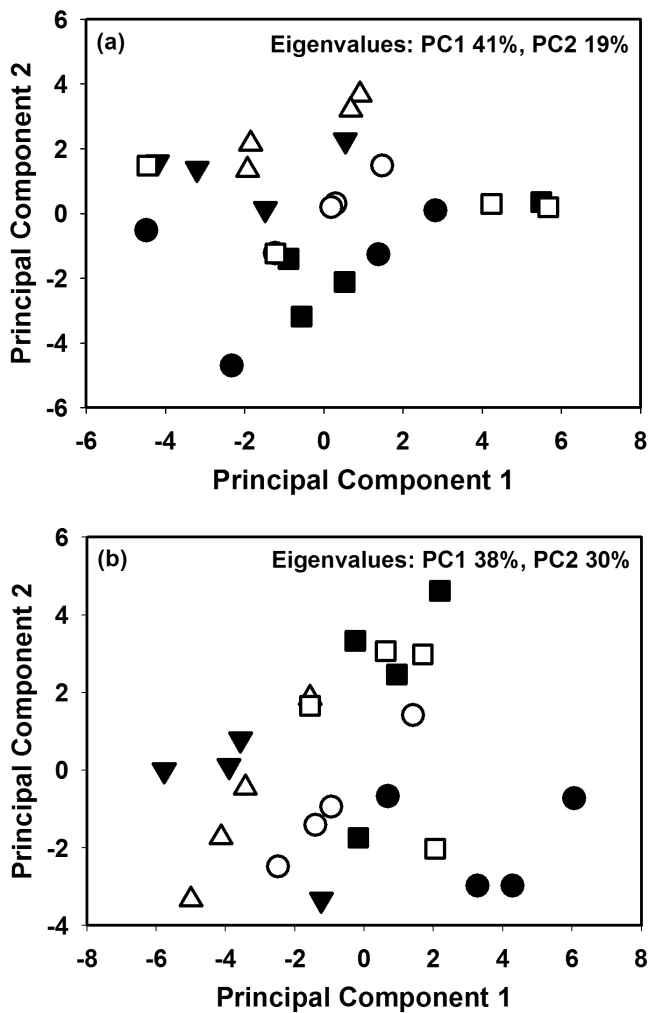 (a) Eigenvalues: PC1 41%, PC2 19%
Principal Component 2
6
4
2
0
-2
-4
-6
-6 -4 -2 0 2 4 6 8
Principal Component 1
(b) Eigenvalues: PC1 38%, PC2 30%
Principal Component 2
6
4
2
0
-2
-4
-8 -6 -4 -2 0 2 4 6 8
Principal Component 1